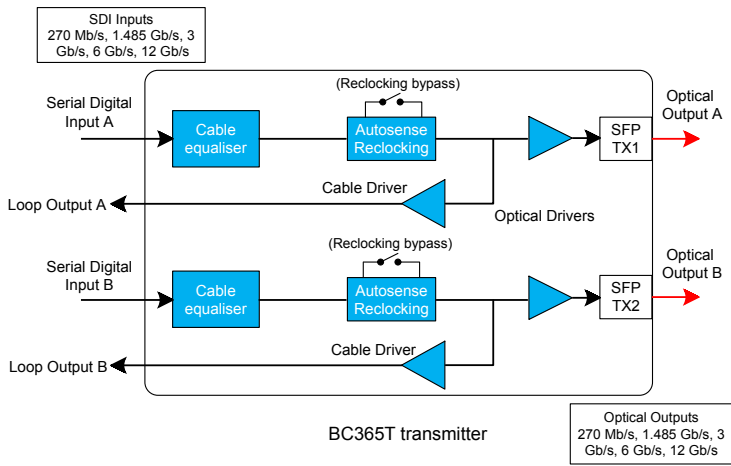 SDI Inputs
270 Mb/s, 1.485 Gb/s, 3
Gb/s, 6 Gb/s, 12 Gb/s
(Reclocking bypass)
Serial Digital
Input A
Cable
equaliser
Autosense
Reclocking
SFP
TX1
Optical
Output A
Cable Driver
Loop Output A
Optical Drivers
(Reclocking bypass)
Serial Digital
Input B
Cable
equaliser
Autosense
Reclocking
SFP
TX2
Optical
Output B
Cable Driver
Loop Output B
BC365T transmitter
Optical Outputs
270 Mb/s, 1.485 Gb/s, 3
Gb/s, 6 Gb/s, 12 Gb/s